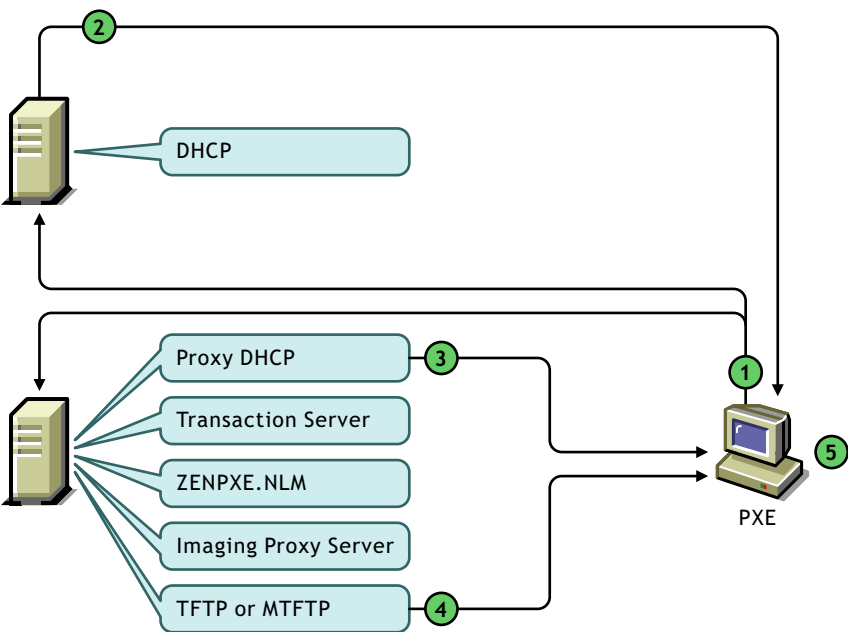 2
DHCP
Proxy DHCP
3
1
Transaction Server
5
ZENPXE.NLM
PXE
Imaging Proxy Server
TFTP or MTFTP
4